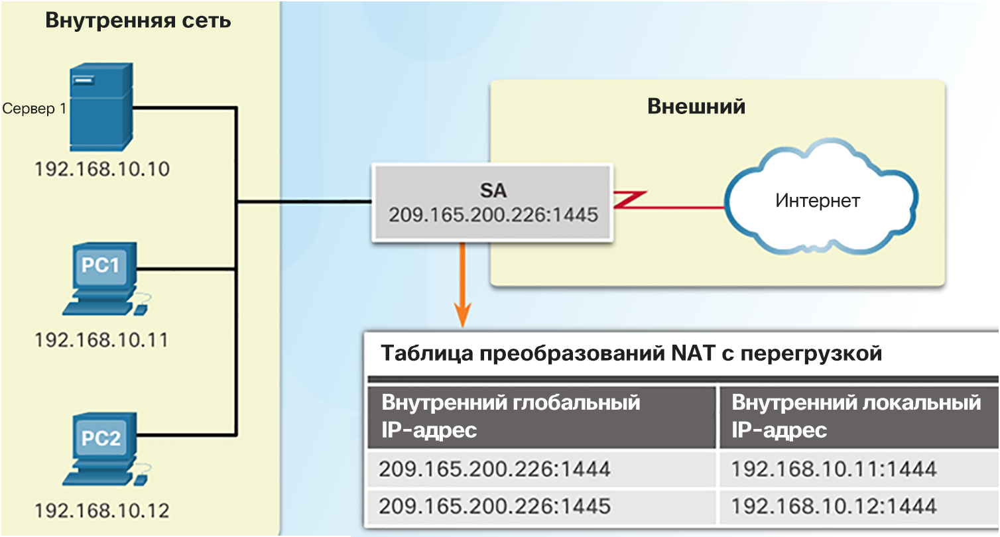 Внутренняя сеть
Сервер 1
192.168.10.10
PC1
192.168.10.11
PC2
192.168.10.12
SA
209.165.200.226:1445
Внешний
Интернет
Таблица преобразований NAT с перегрузкой
Внутренний глобальный
IP-адрес
Внутренний локальный
IP-адрес
209.165.200.226:1444
192.168.10.11:1444
209.165.200.226:1445
192.168.10.12:1444